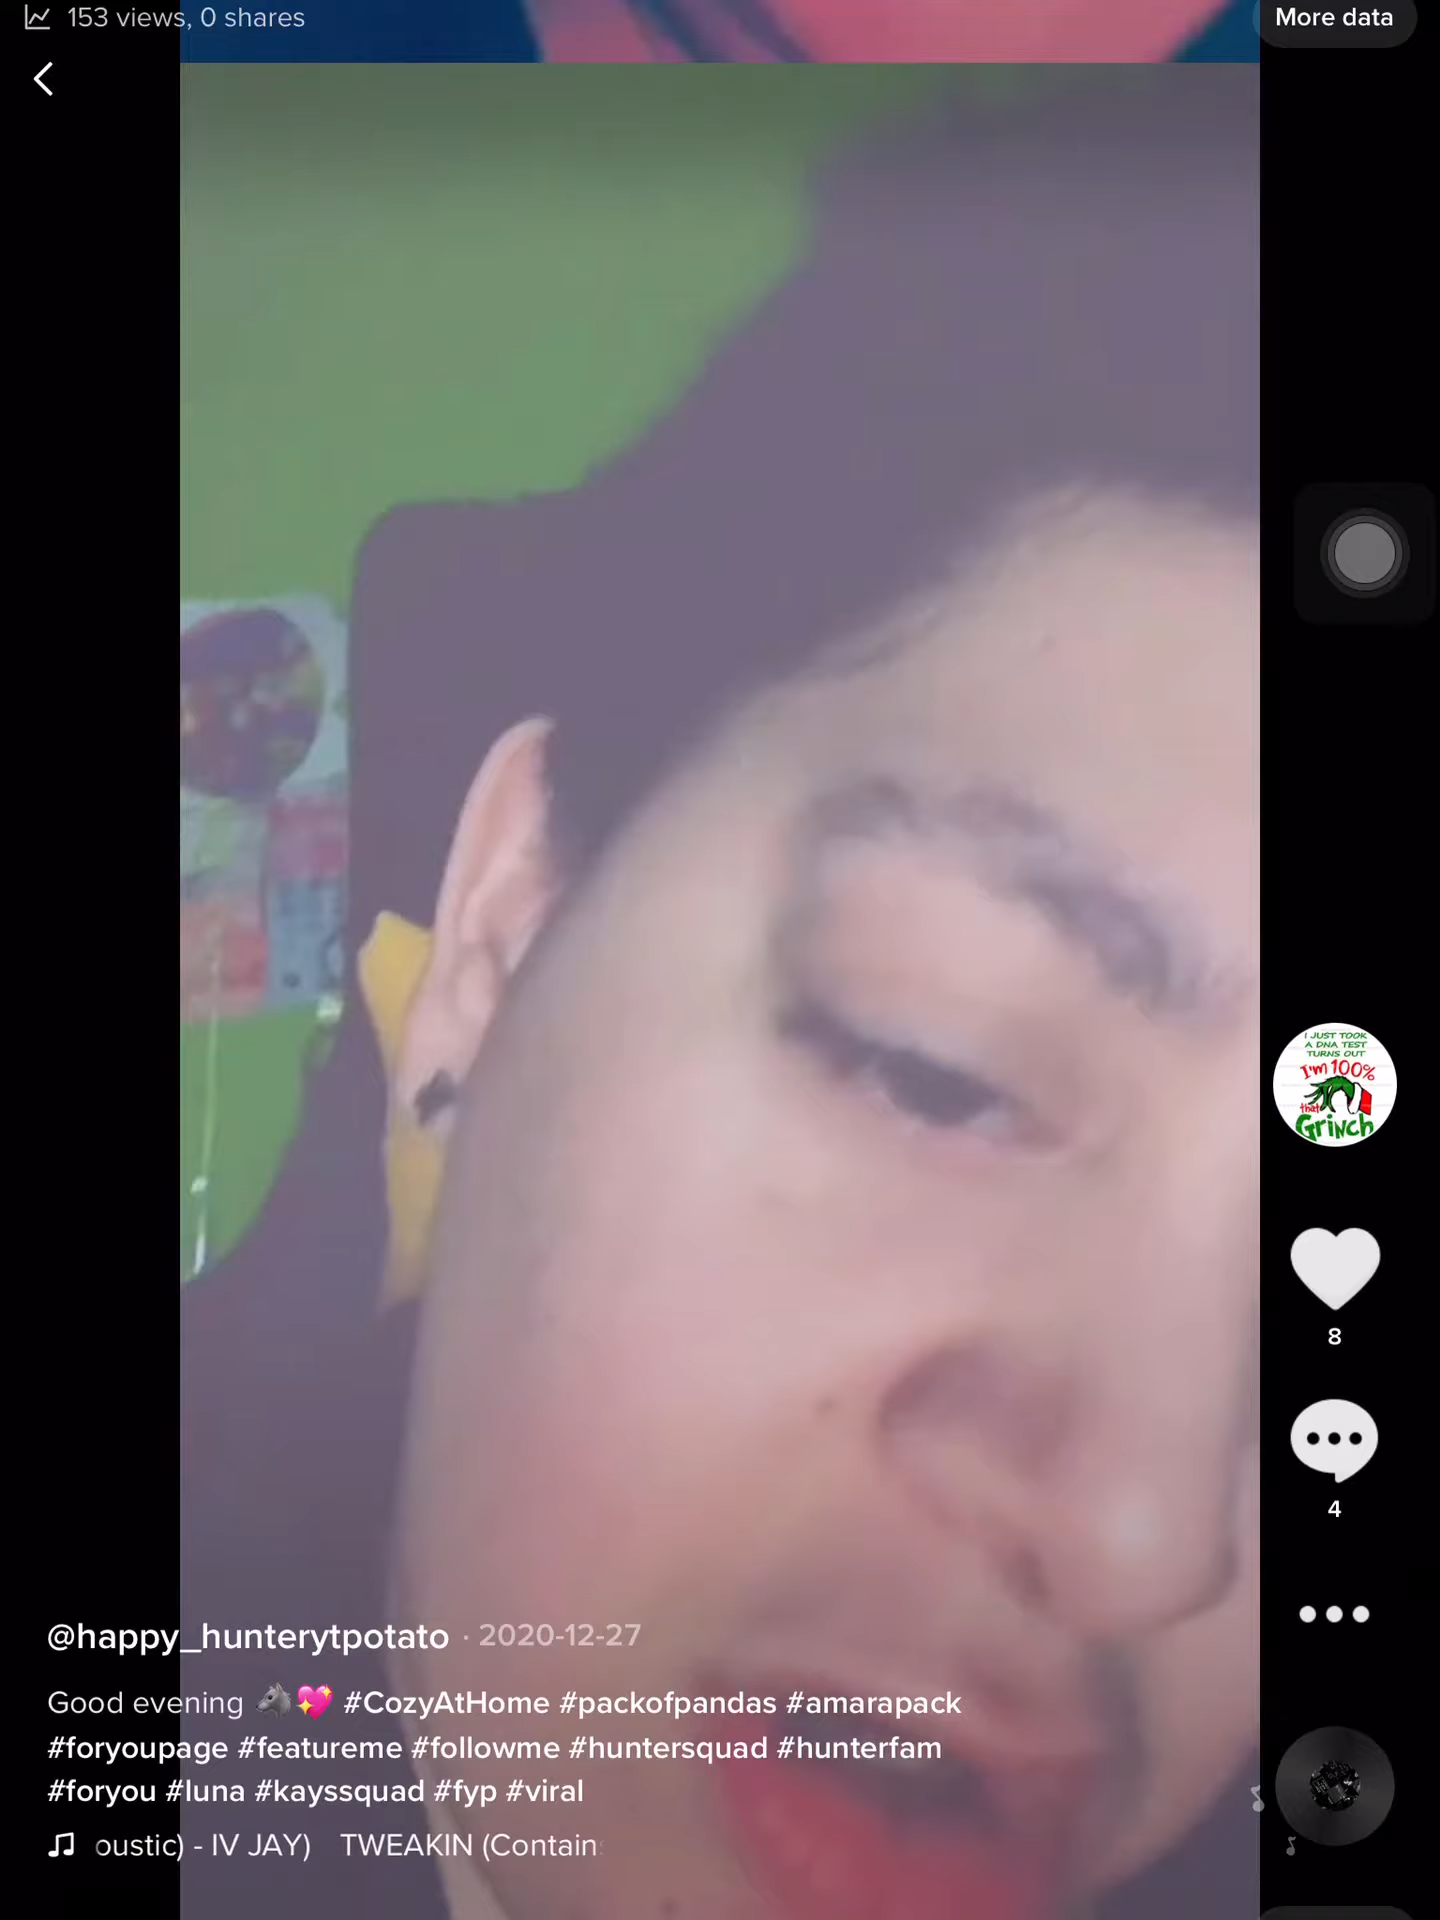 153 views, 0 shares
More data
I JUST TOOK
A DNA TEST
TURNS OUT
I'm 100%
that
Grinch
8
4
@happy_hunterytpotato · 2020-12-27
Good evening 🐺💖 #CozyAtHome #packofpandas #amarapack
#foryoupage #featureme #followme #huntersquad #hunterfam
#foryou #luna #kayssquad #fyp #viral
oustic) - IV JAY) TWEAKIN (Contains